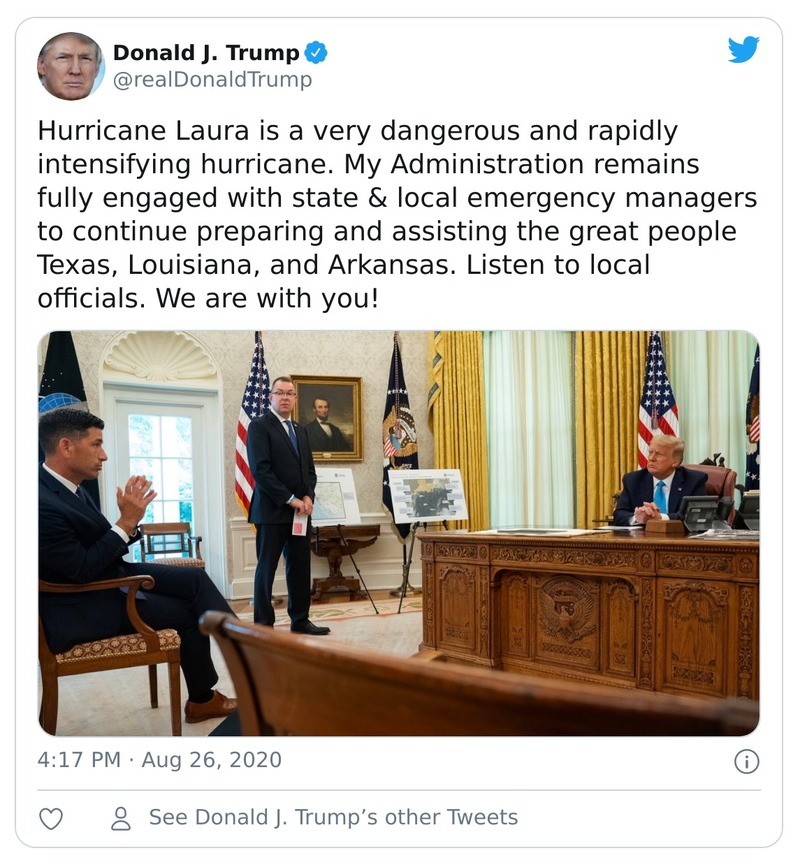 Donald J. Trump
@realDonaldTrump
Hurricane Laura is a very dangerous and rapidly
intensifying hurricane. My Administration remains
fully engaged with state & local emergency managers
to continue preparing and assisting the great people
Texas, Louisiana, and Arkansas. Listen to local
officials. We are with you!
4:17 PM · Aug 26, 2020
See Donald J. Trump’s other Tweets